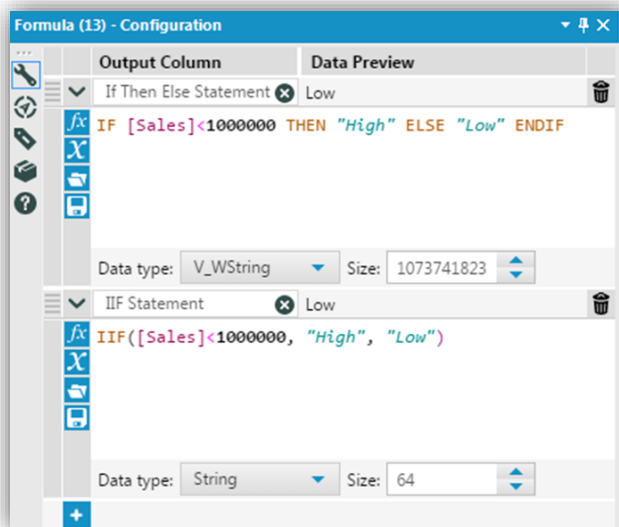 Formula (13) - Configuration
Output Column Data Preview
If Then Else Statement Low
IF [Sales]<1000000 THEN "High" ELSE "Low" ENDIF
Data type: V_WString Size: 1073741823
IIF Statement Low
IIF([Sales]<1000000, "High", "Low")
Data type: String Size: 64